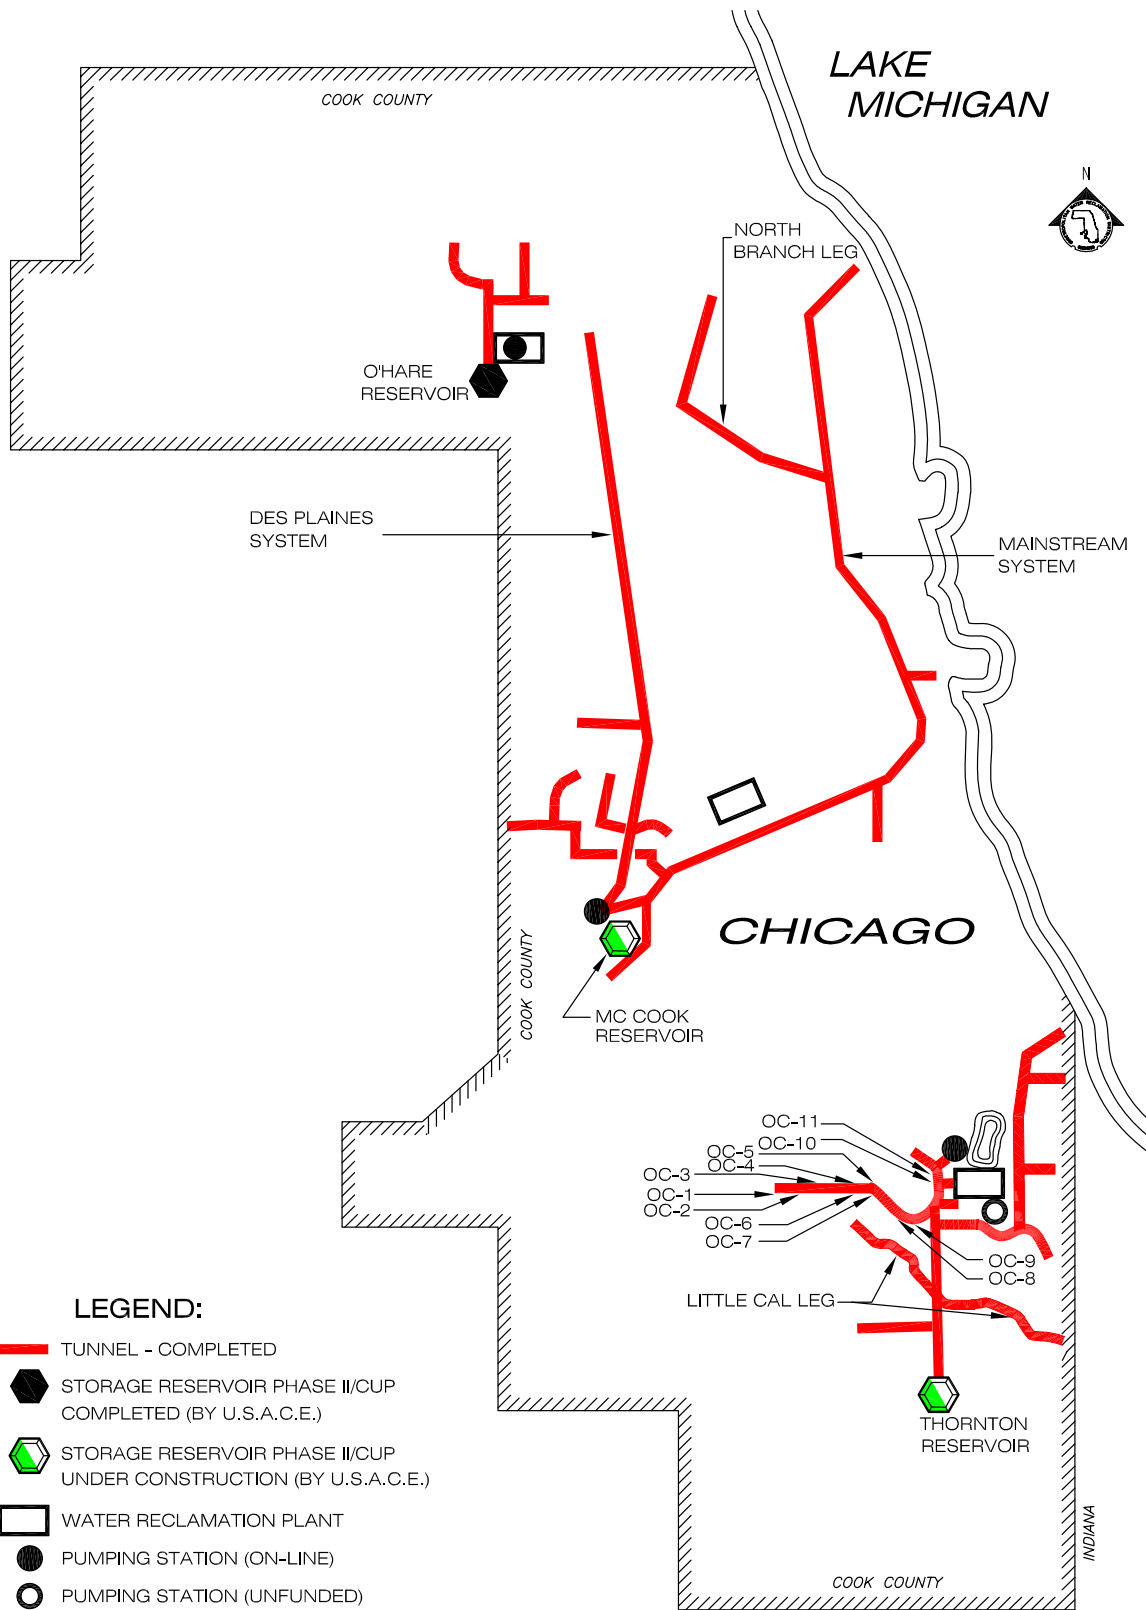 LAKE
MICHIGAN
COOK COUNTY
N
NORTH
BRANCH LEG
O'HARE
RESERVOIR
DES PLAINES
SYSTEM
MAINSTREAM
SYSTEM
CHICAGO
COOK COUNTY
MC COOK
RESERVOIR
OC-11
OC-10
OC-5
OC-4
OC-3
OC-1
OC-2
OC-6
OC-7
OC-9
OC-8
LITTLE CAL LEG
THORNTON
RESERVOIR
INDIANA
COOK COUNTY
LEGEND:
TUNNEL - COMPLETED
STORAGE RESERVOIR PHASE II/CUP
COMPLETED (BY U.S.A.C.E.)
STORAGE RESERVOIR PHASE II/CUP
UNDER CONSTRUCTION (BY U.S.A.C.E.)
WATER RECLAMATION PLANT
PUMPING STATION (ON-LINE)
PUMPING STATION (UNFUNDED)